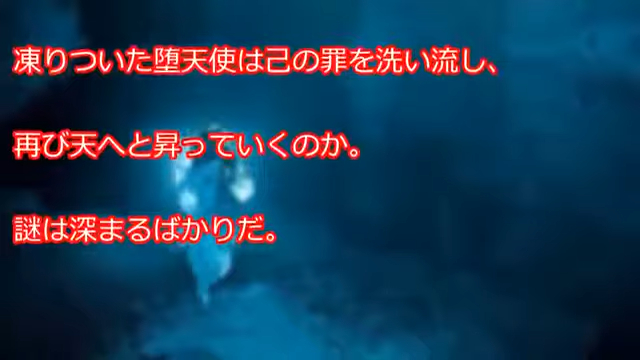 凍りついた堕天使は己の罪を洗い流し、
再び天へと昇っていくのか。
謎は深まるばかりだ。